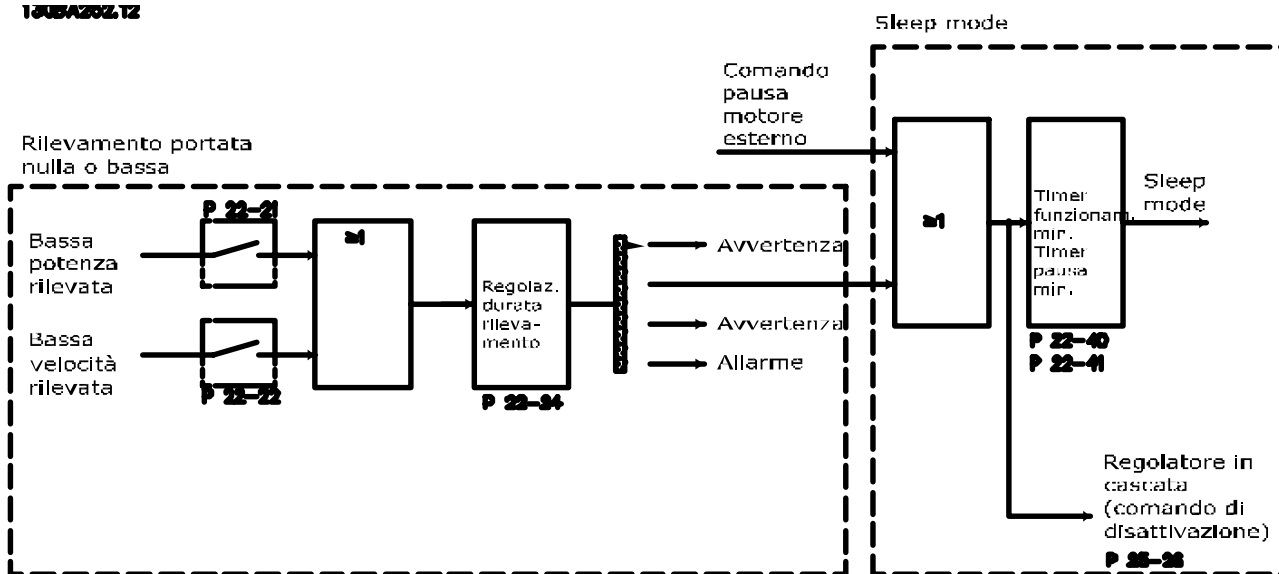 130BA252.12
Sleep mode
Comando
pausa
motore
esterno
Rilevamento portata
nulla o bassa
P 22-21
Bassa
potenza
rilevata
≥1
Bassa
velocità
rilevata
P 22-22
Regolaz.
durata
rileva-
mento
P 22-24
Avvertenza
Avvertenza
Allarme
≥1
Timer
funzionam.
min.
Timer
pausa
min.
P 22-40
P 22-41
Sleep
mode
Regolatore in
cascata
(comando di
disattivazione)
P 25-26